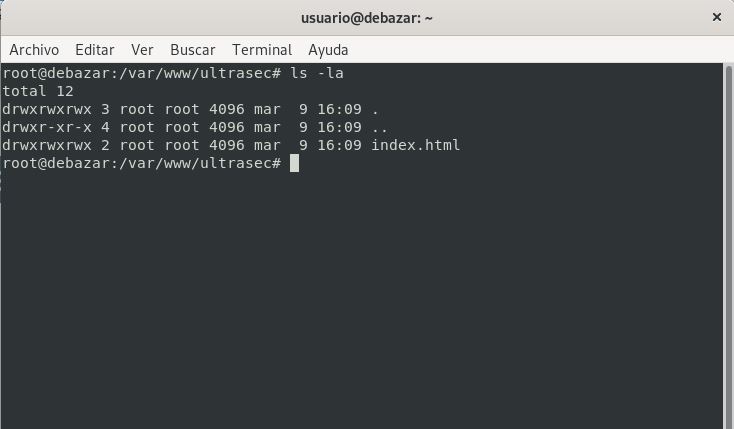 usuario@debazar: ~
×
Archivo Editar Ver Buscar Terminal Ayuda
root@debazar:/var/www/ultrasec# ls -la
total 12
drwxrwxrwx 3 root root 4096 mar  9 16:09 .
drwxr-xr-x 4 root root 4096 mar  9 16:09 ..
drwxrwxrwx 2 root root 4096 mar  9 16:09 index.html
root@debazar:/var/www/ultrasec#